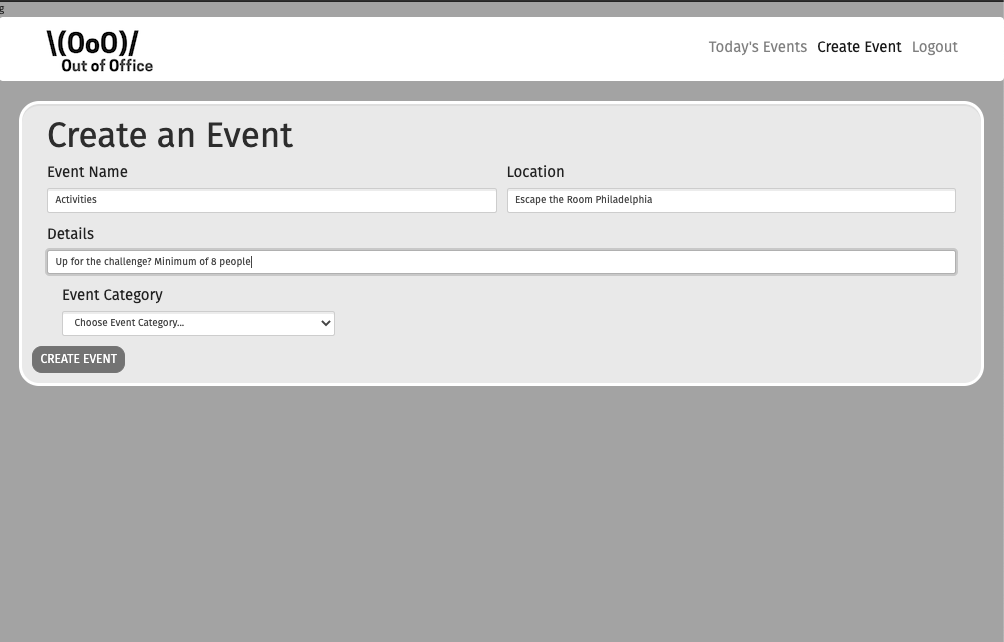 g
\(OoO)/
Out of Office
Today's Events Create Event Logout
Create an Event
Event Name Location
Activities Escape the Room Philadelphia
Details
Up for the challenge? Minimum of 8 people
Event Category
Choose Event Category...
CREATE EVENT